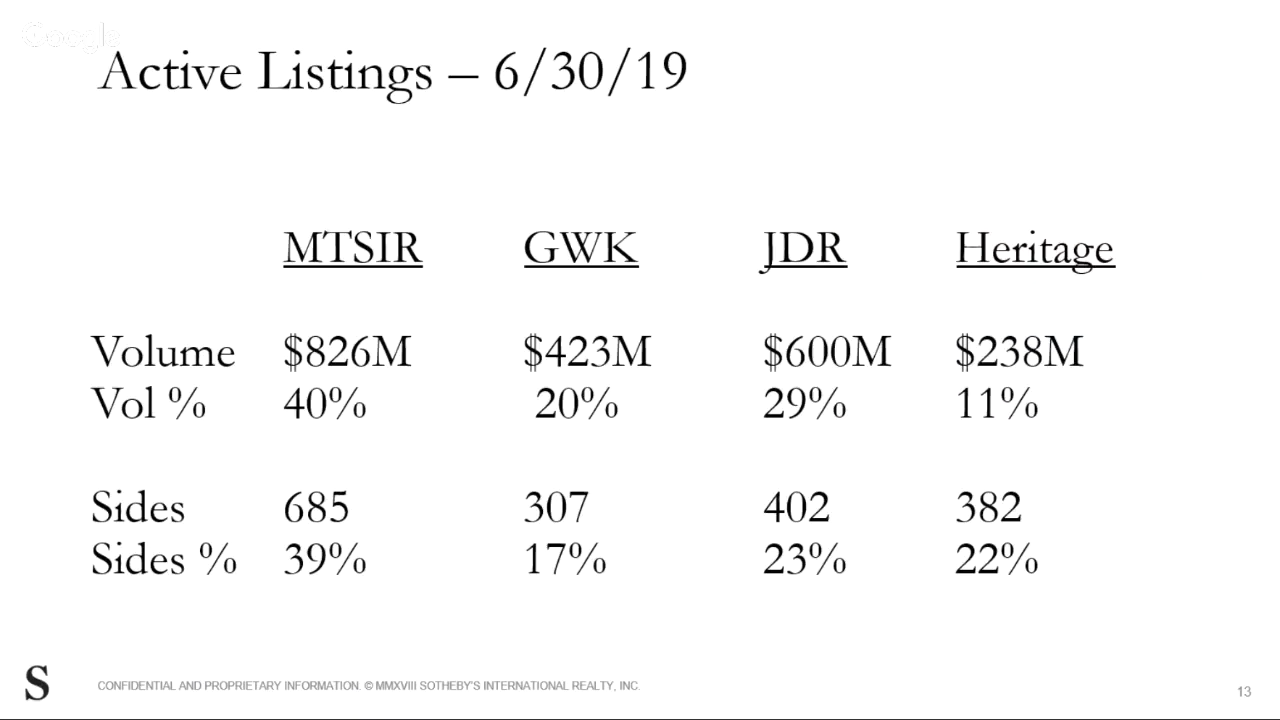 Google
Active Listings – 6/30/19
MTSIR GWK JDR Heritage
Volume $826M $423M $600M $238M
Vol % 40% 20% 29% 11%
Sides 685 307 402 382
Sides % 39% 17% 23% 22%
S
CONFIDENTIAL AND PROPRIETARY INFORMATION. © MMXVIII SOTHEBY'S INTERNATIONAL REALTY, INC.
13